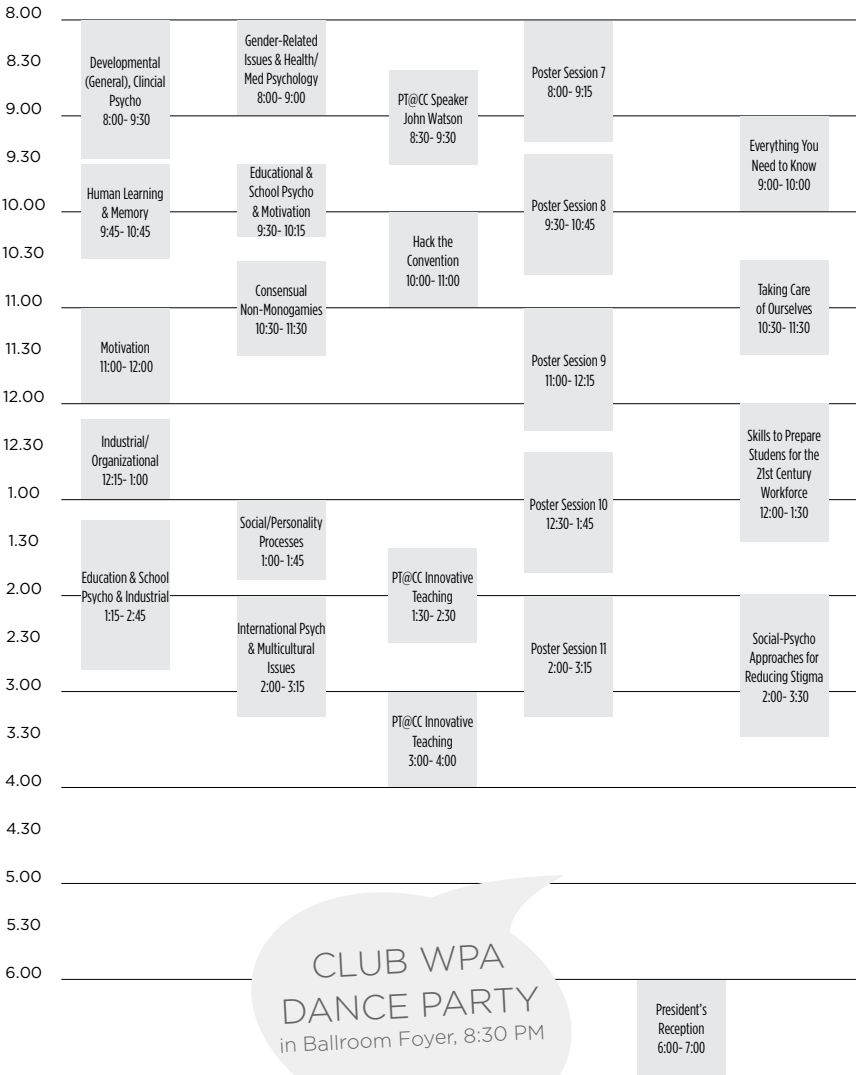 8.00
8.30
9.00
9.30
10.00
10.30
11.00
11.30
12.00
12.30
1.00
1.30
2.00
2.30
3.00
3.30
4.00
4.30
5.00
5.30
6.00
Developmental
(General), Clincial
Psycho
8:00- 9:30
Human Learning
& Memory
9:45- 10:45
Motivation
11:00- 12:00
Industrial/
Organizational
12:15- 1:00
Education & School
Psycho & Industrial
1:15- 2:45
Gender-Related
Issues & Health/
Med Psychology
8:00- 9:00
Educational &
School Psycho
& Motivation
9:30- 10:15
Consensual
Non-Monogamies
10:30- 11:30
Social/Personality
Processes
1:00- 1:45
International Psych
& Multicultural
Issues
2:00- 3:15
PT@CC Speaker
John Watson
8:30- 9:30
Hack the
Convention
10:00- 11:00
PT@CC Innovative
Teaching
1:30- 2:30
PT@CC Innovative
Teaching
3:00- 4:00
Poster Session 7
8:00- 9:15
Poster Session 8
9:30- 10:45
Poster Session 9
11:00- 12:15
Poster Session 10
12:30- 1:45
Poster Session 11
2:00- 3:15
Everything You
Need to Know
9:00- 10:00
Taking Care
of Ourselves
10:30- 11:30
Skills to Prepare
Studens for the
21st Century
Workforce
12:00- 1:30
Social-Psycho
Approaches for
Reducing Stigma
2:00- 3:30
CLUB WPA
DANCE PARTY
in Ballroom Foyer, 8:30 PM
President's
Reception
6:00- 7:00